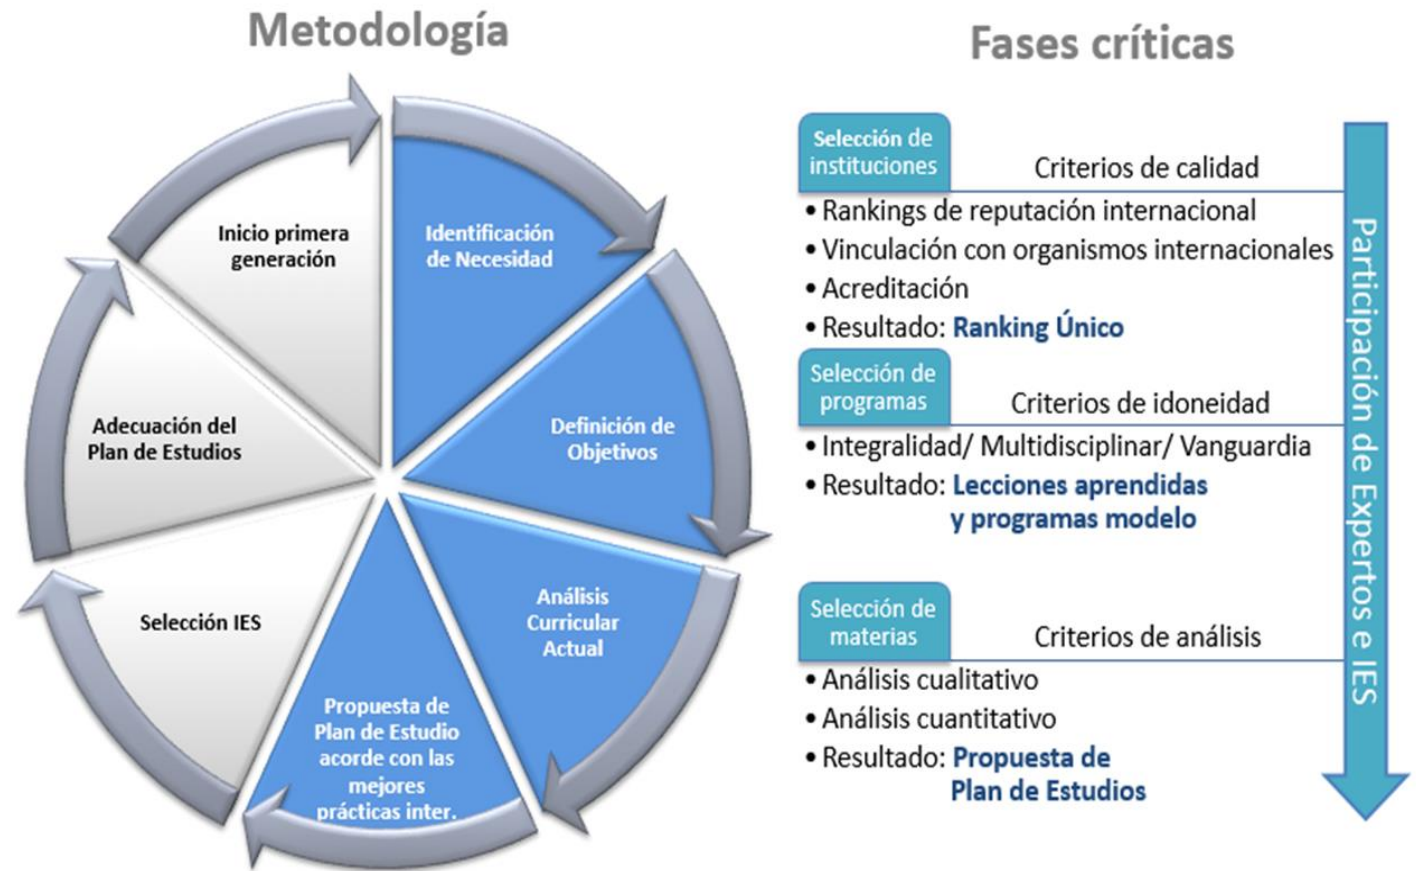 Metodología
Inicio primera
generación
Identificación
de Necesidad
Definición de
Objetivos
Análisis
Curricular
Actual
Propuesta de
Plan de Estudio
acorde con las
mejores
prácticas inter.
Selección IES
Adecuación del
Plan de Estudios
Fases críticas
Selección de
instituciones
Criterios de calidad
• Rankings de reputación internacional
• Vinculación con organismos internacionales
• Acreditación
• Resultado: Ranking Único
Selección de
programas
Criterios de idoneidad
• Integralidad/ Multidisciplinar/ Vanguardia
• Resultado: Lecciones aprendidas
y programas modelo
Selección de
materias
Criterios de análisis
• Análisis cualitativo
• Análisis cuantitativo
• Resultado: Propuesta de
Plan de Estudios
Participación de Expertos e IES